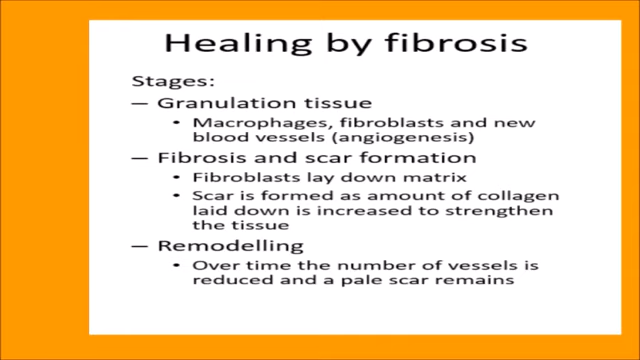 Healing by fibrosis
Stages:
– Granulation tissue
• Macrophages, fibroblasts and new
blood vessels (angiogenesis)
– Fibrosis and scar formation
• Fibroblasts lay down matrix
• Scar is formed as amount of collagen
laid down is increased to strengthen
the tissue
– Remodelling
• Over time the number of vessels is
reduced and a pale scar remains